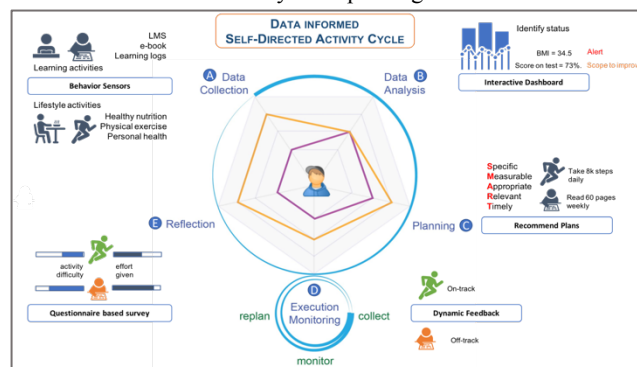 DATA INFORMED
SELF-DIRECTED ACTIVITY CYCLE
LMS
e-book
Learning logs
Learning activities
Behavior Sensors
Lifestyle activities
Healthy nutrition
Physical exercise
Personal health
A Data
Collection
Data B
Analysis
Identify status
BMI = 34.5 Alert
Score on test = 73%. Scope to improv
Interactive Dashboard
Specific
Measurable
Appropriate
Relevant
Timely
Take 8k steps
daily
Read 60 pages
weekly
Planning C
Recommend Plans
E Reflection
activity
difficulty
effort
given
Questionnaire based survey
D
Execution
Monitoring
replan
collect
monitor
On-track
Dynamic Feedback
Off-track